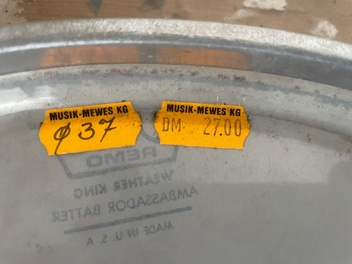 MUSIK-MEWES KG
ϕ 37
MUSIK-MEWES KG
DM 27.00
REMO
WEATHER KING
AMBASSADOR BATTER
MADE IN U.S.A